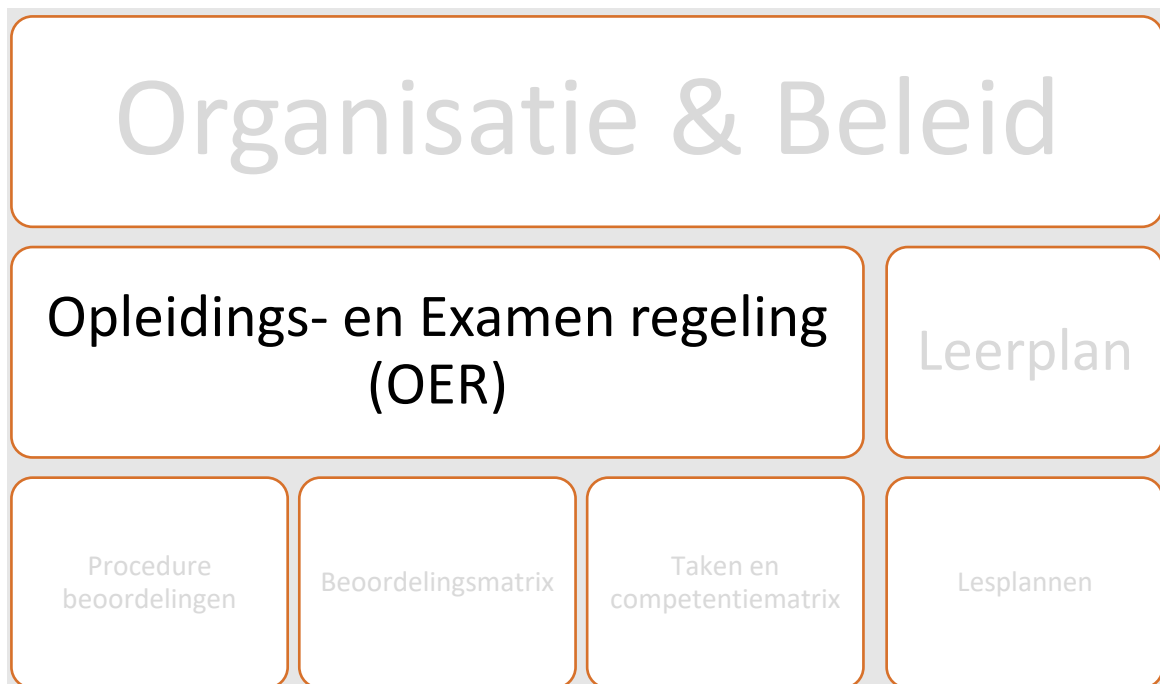 Organisatie & Beleid
Opleidings- en Examen regeling
(OER)
Leerplan
Procedure
beoordelingen
Beoordelingsmatrix
Taken en
competentiematrix
Lesplannen